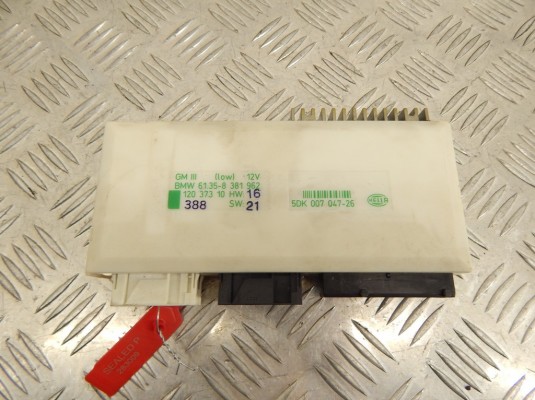 GM III (low) 12V
BMW 61.35-8 381 962
120 373 10 HW 16
388 SW 21
5DK 007 047-26
HELLA
SEALED P